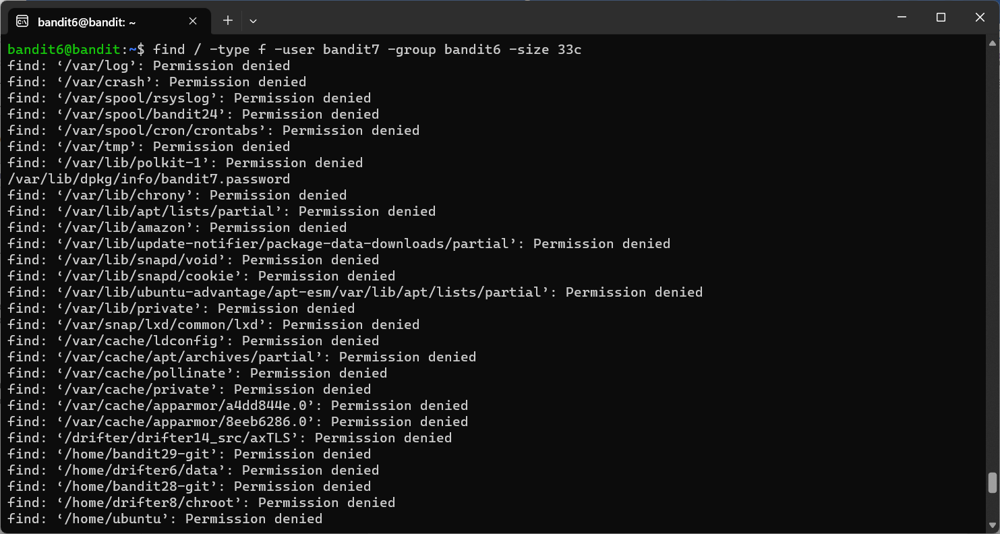 bandit6@bandit: ~
bandit6@bandit:~$ find / -type f -user bandit7 -group bandit6 -size 33c
find: ‘/var/log’: Permission denied
find: ‘/var/crash’: Permission denied
find: ‘/var/spool/rsyslog’: Permission denied
find: ‘/var/spool/bandit24’: Permission denied
find: ‘/var/spool/cron/crontabs’: Permission denied
find: ‘/var/tmp’: Permission denied
find: ‘/var/lib/polkit-1’: Permission denied
/var/lib/dpkg/info/bandit7.password
find: ‘/var/lib/chrony’: Permission denied
find: ‘/var/lib/apt/lists/partial’: Permission denied
find: ‘/var/lib/amazon’: Permission denied
find: ‘/var/lib/update-notifier/package-data-downloads/partial’: Permission denied
find: ‘/var/lib/snapd/void’: Permission denied
find: ‘/var/lib/snapd/cookie’: Permission denied
find: ‘/var/lib/ubuntu-advantage/apt-esm/var/lib/apt/lists/partial’: Permission denied
find: ‘/var/lib/private’: Permission denied
find: ‘/var/snap/lxd/common/lxd’: Permission denied
find: ‘/var/cache/ldconfig’: Permission denied
find: ‘/var/cache/apt/archives/partial’: Permission denied
find: ‘/var/cache/pollinate’: Permission denied
find: ‘/var/cache/private’: Permission denied
find: ‘/var/cache/apparmor/a4dd844e.0’: Permission denied
find: ‘/var/cache/apparmor/8eeb6286.0’: Permission denied
find: ‘/drifter/drifter14_src/axTLS’: Permission denied
find: ‘/home/bandit29-git’: Permission denied
find: ‘/home/drifter6/data’: Permission denied
find: ‘/home/bandit28-git’: Permission denied
find: ‘/home/drifter8/chroot’: Permission denied
find: ‘/home/ubuntu’: Permission denied